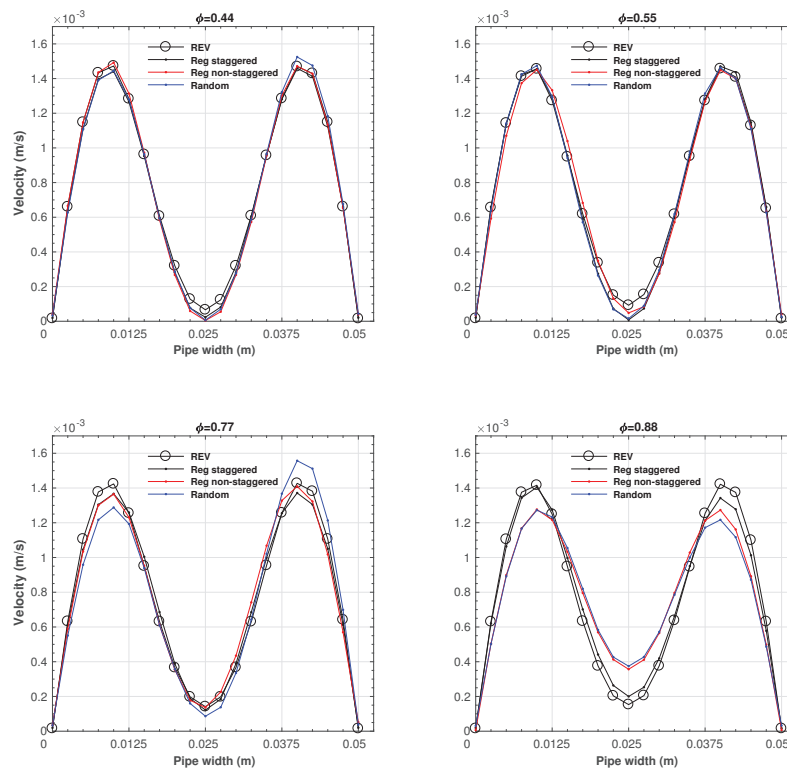 ×10⁻³
ϕ=0.44
1.6
1.4
1.2
1
0.8
0.6
0.4
0.2
0
Velocity (m/s)
REV
Reg staggered
Reg non-staggered
Random
0 0.0125 0.025 0.0375 0.05
Pipe width (m)
×10⁻³
ϕ=0.55
1.6
1.4
1.2
1
0.8
0.6
0.4
0.2
0
REV
Reg staggered
Reg non-staggered
Random
0 0.0125 0.025 0.0375 0.05
Pipe width (m)
×10⁻³
ϕ=0.77
1.6
1.4
1.2
1
0.8
0.6
0.4
0.2
0
Velocity (m/s)
REV
Reg staggered
Reg non-staggered
Random
0 0.0125 0.025 0.0375 0.05
Pipe width (m)
×10⁻³
ϕ=0.88
1.6
1.4
1.2
1
0.8
0.6
0.4
0.2
0
REV
Reg staggered
Reg non-staggered
Random
0 0.0125 0.025 0.0375 0.05
Pipe width (m)